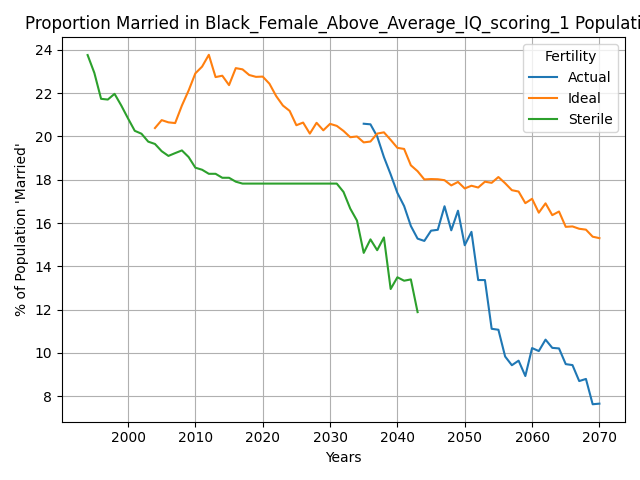 Proportion Married in Black_Female_Above_Average_IQ_scoring_1 Populati
24
22
20
18
16
14
12
10
8
% of Population 'Married'
Fertility
Actual
Ideal
Sterile
2000 2010 2020 2030 2040 2050 2060 2070
Years